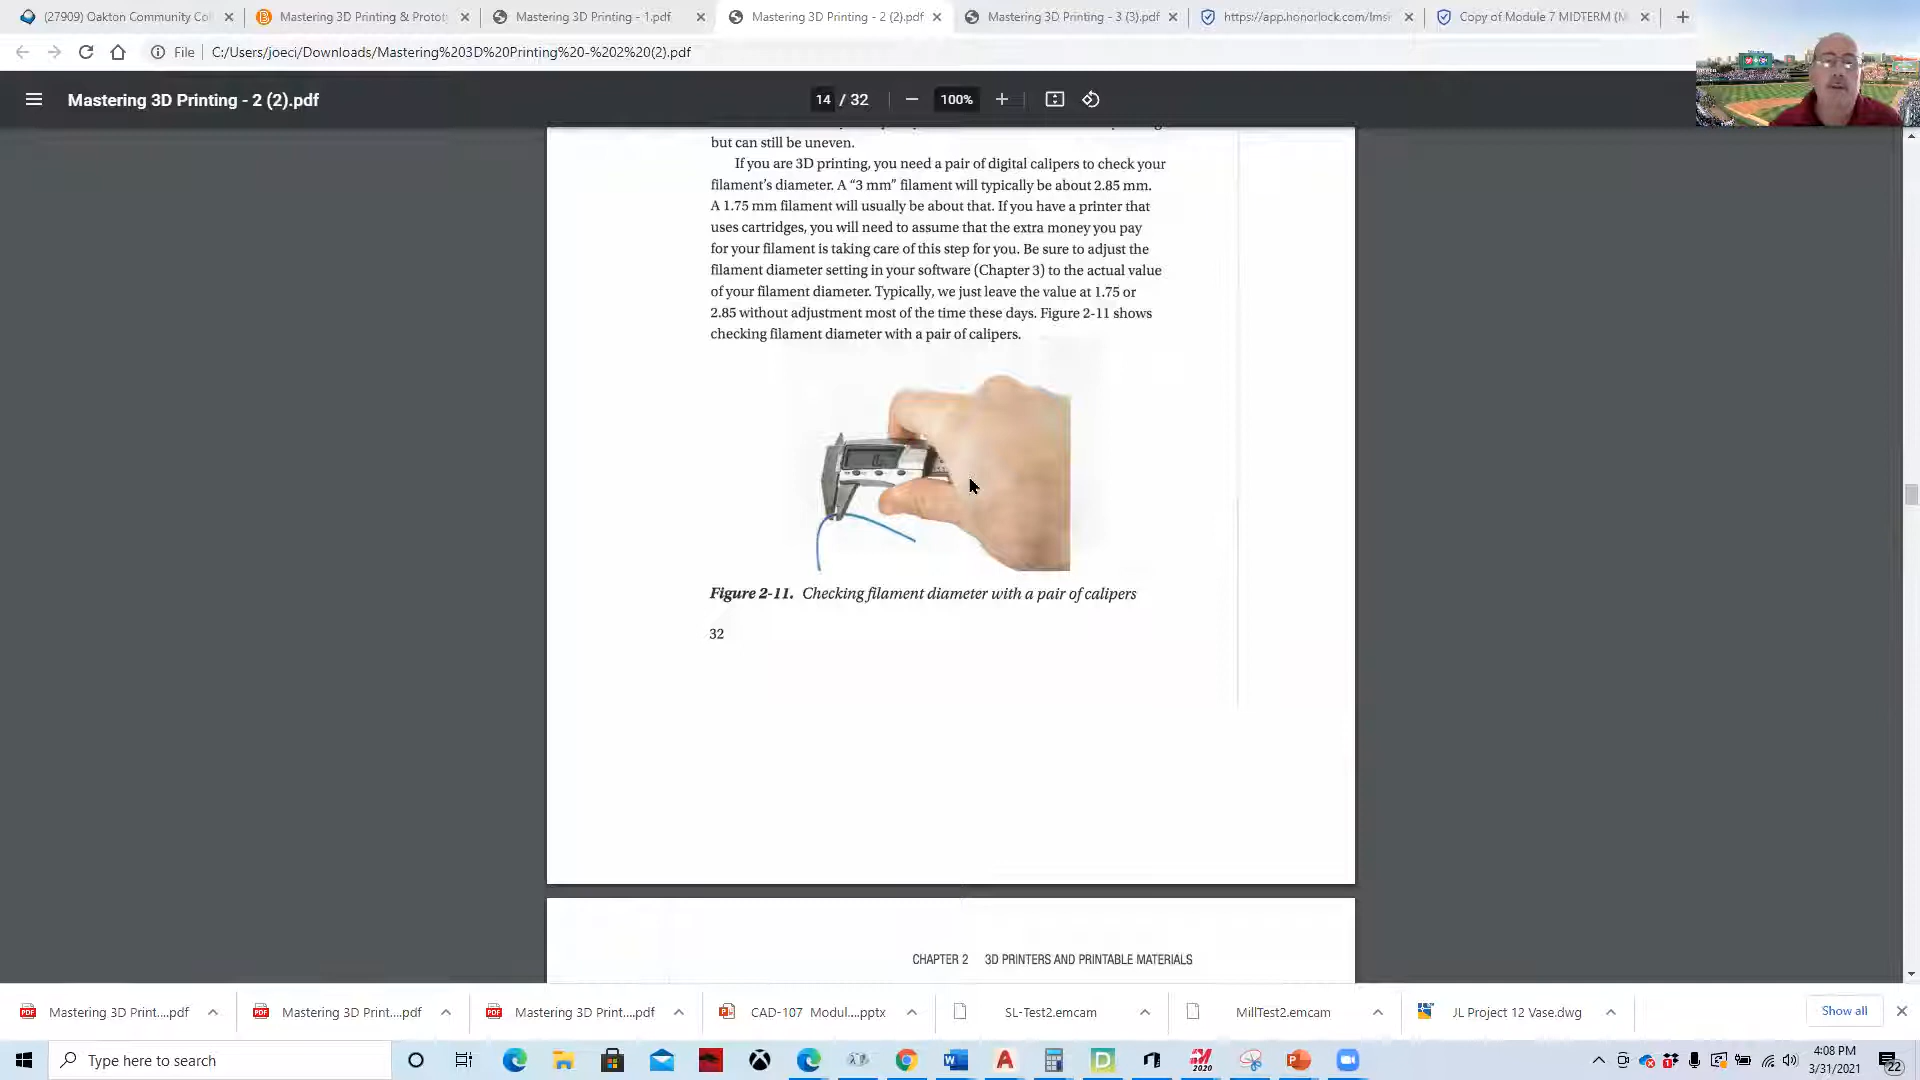 (27909) Oakton Community Co
Mastering 3D Printing & Protot
Mastering 3D Printing - 1.pdf
Mastering 3D Printing - 2 (2).pdf
Mastering 3D Printing - 3 (3).pdf
https://app.honorlock.com/lms
Copy of Module 7 MIDTERM (M
File C:/Users/joeci/Downloads/Mastering%203D%20Printing%20-%202%20(2).pdf
Mastering 3D Printing - 2 (2).pdf
14 / 32
100%
but can still be uneven.
If you are 3D printing, you need a pair of digital calipers to check your
filament's diameter. A “3 mm” filament will typically be about 2.85 mm.
A 1.75 mm filament will usually be about that. If you have a printer that
uses cartridges, you will need to assume that the extra money you pay
for your filament is taking care of this step for you. Be sure to adjust the
filament diameter setting in your software (Chapter 3) to the actual value
of your filament diameter. Typically, we just leave the value at 1.75 or
2.85 without adjustment most of the time these days. Figure 2-11 shows
checking filament diameter with a pair of calipers.
Figure 2-11. Checking filament diameter with a pair of calipers
32
CHAPTER 2 3D PRINTERS AND PRINTABLE MATERIALS
Mastering 3D Print....pdf
Mastering 3D Print....pdf
Mastering 3D Print....pdf
CAD-107 Modul....pptx
SL-Test2.emcam
MillTest2.emcam
JL Project 12 Vase.dwg
Show all
Type here to search
2020
4:08 PM
3/31/2021
22